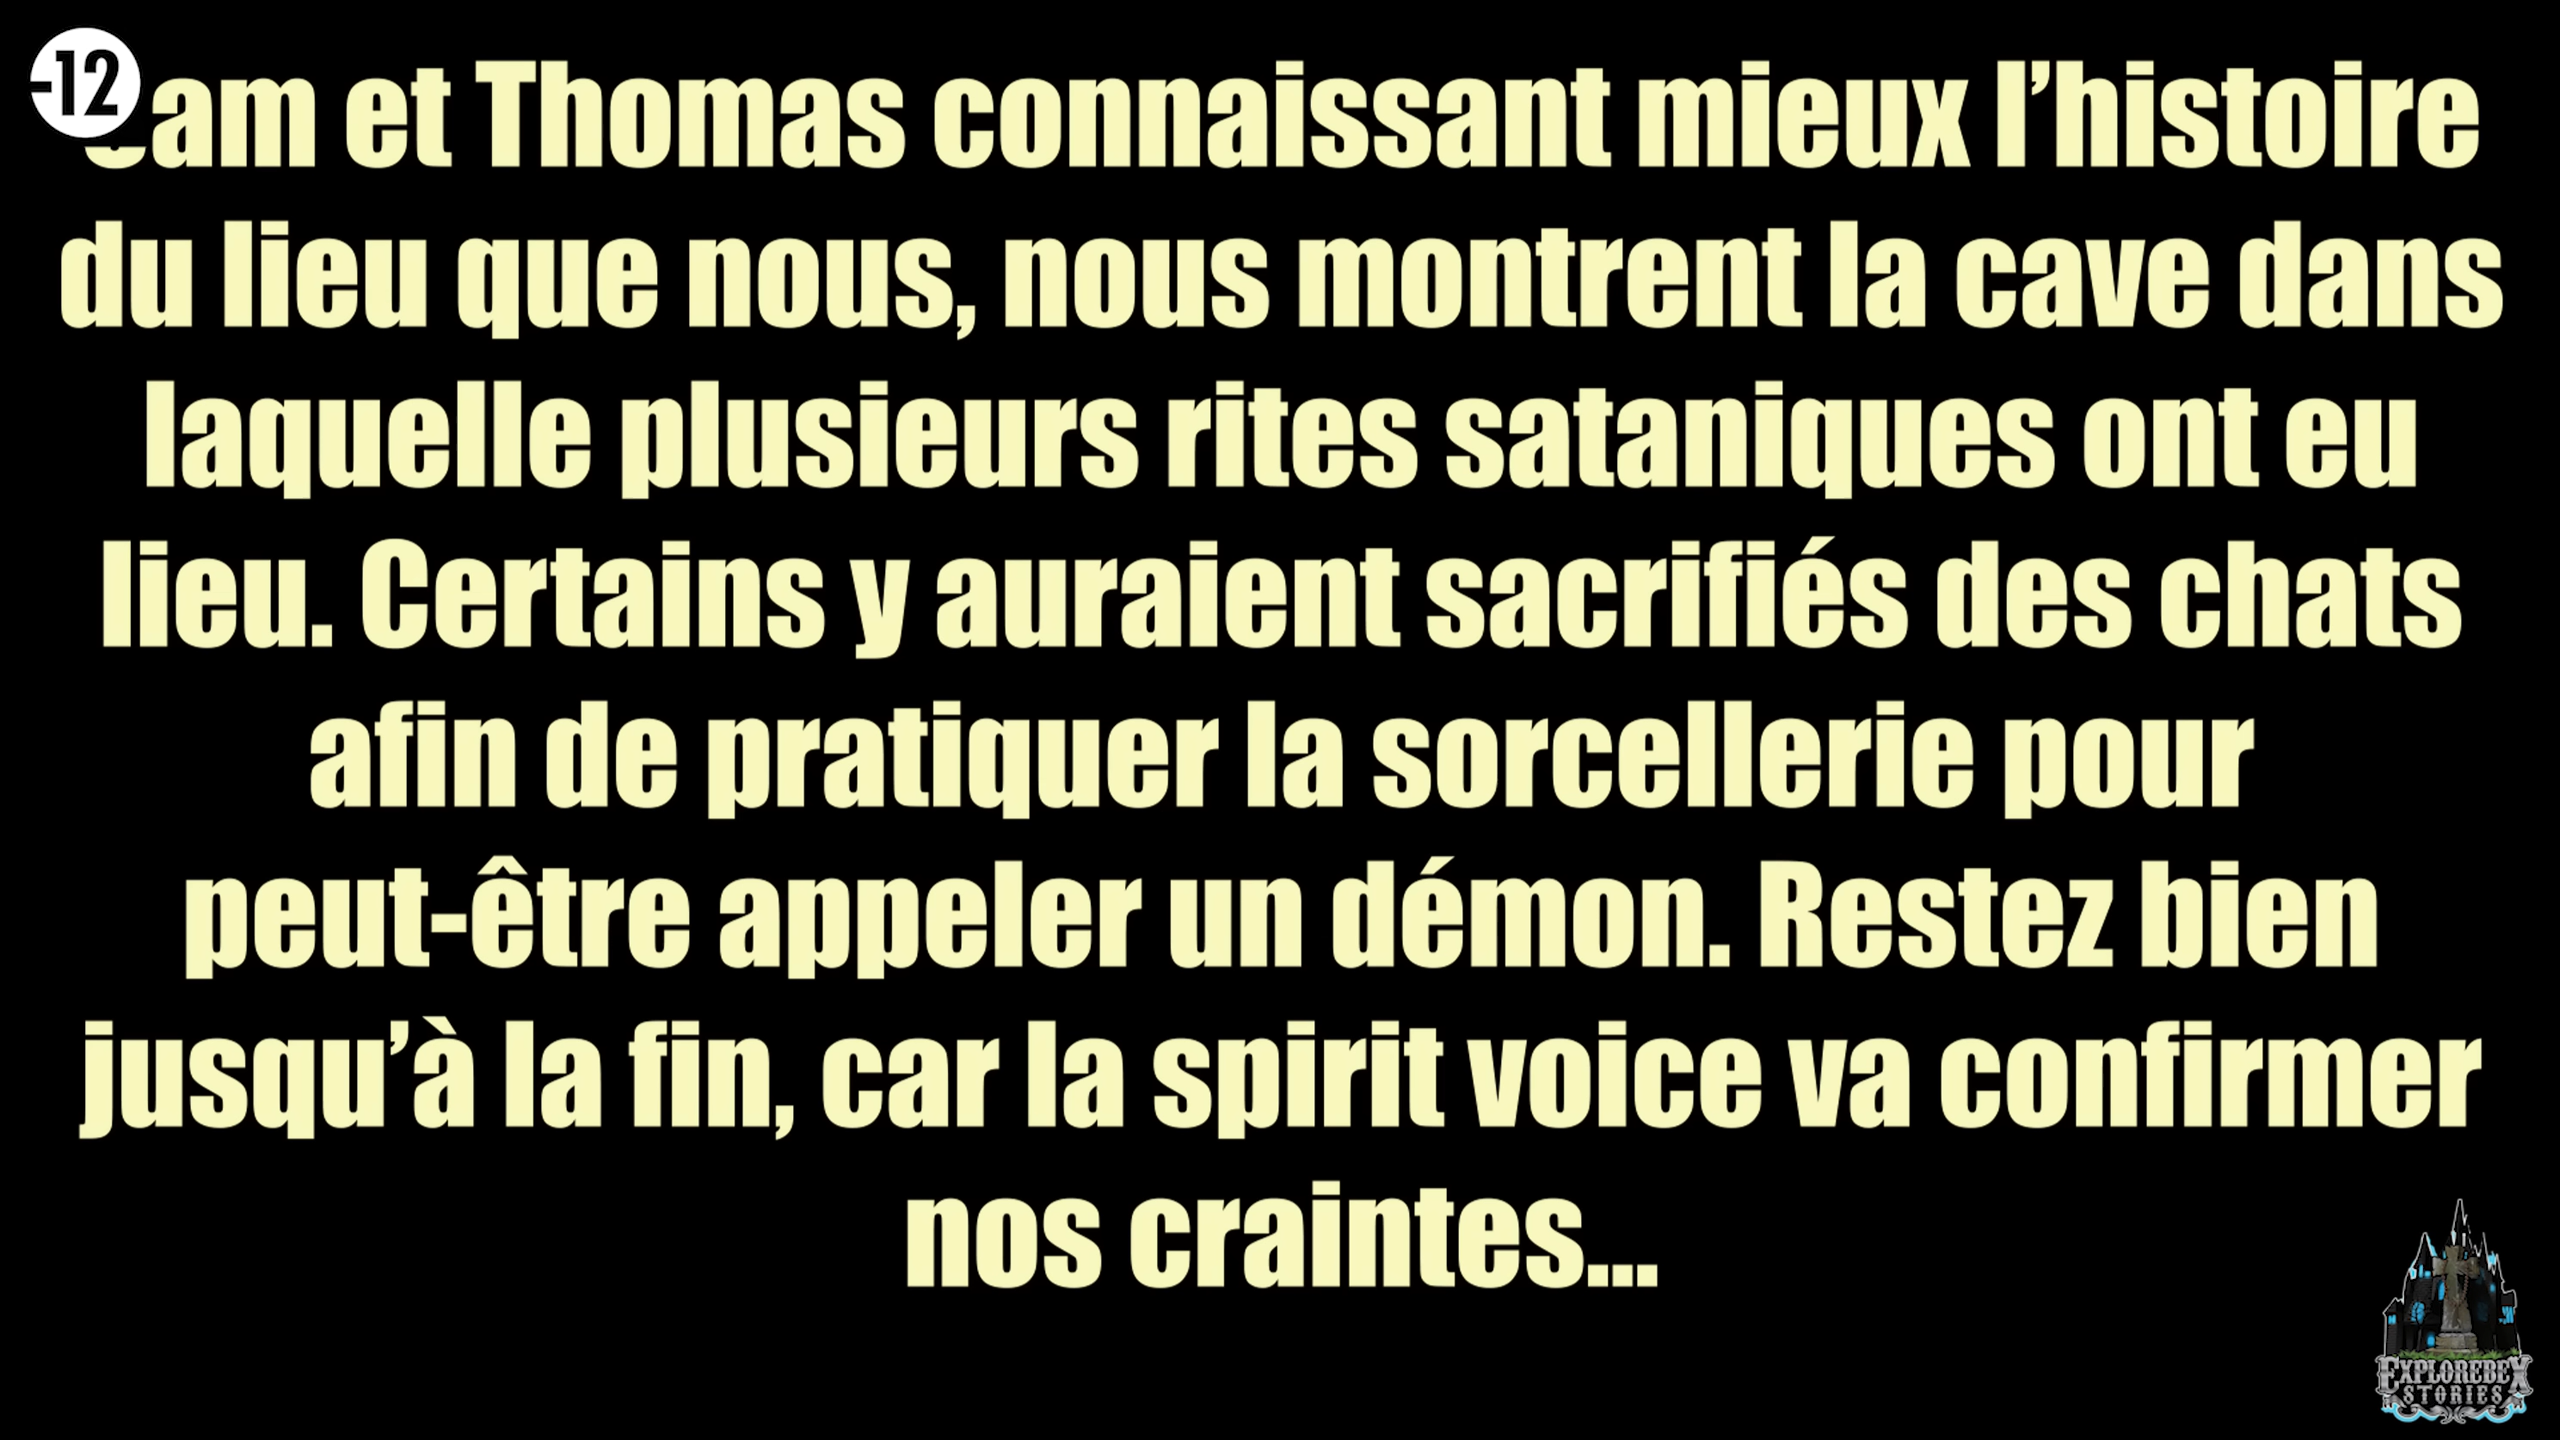 -12
et Thomas connaissant mieux l’histoire
du lieu que nous, nous montrent la cave dans
laquelle plusieurs rites sataniques ont eu
lieu. Certains y auraient sacrifiés des chats
afin de pratiquer la sorcellerie pour
peut-être appeler un démon. Restez bien
jusqu’à la fin, car la spirit voice va confirmer
nos craintes...
EXPLOREBEX
STORIES